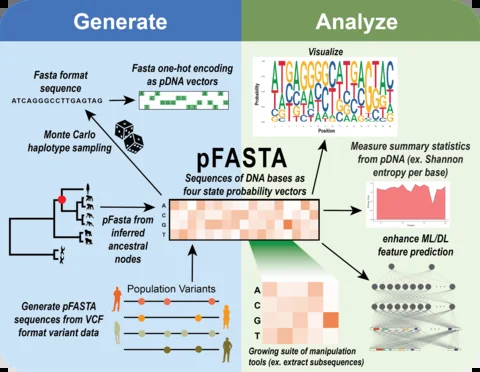 Generate
Analyze
Fasta format
sequence
ATCAGGGCCTTGAGTAG
Fasta one-hot encoding
as pDNA vectors
Monte Carlo
haplotype sampling
Visualize
Probability
Position
pFASTA
Sequences of DNA bases as
four state probability vectors
A
C
G
T
pFasta from
inferred
ancestral
nodes
Measure summary statistics
from pDNA (ex. Shannon
entropy per base)
enhance ML/DL
feature prediction
Population Variants
Generate pFASTA
sequences from VCF
format variant data
A
C
G
T
Growing suite of manipulation
tools (ex. extract subsequences)